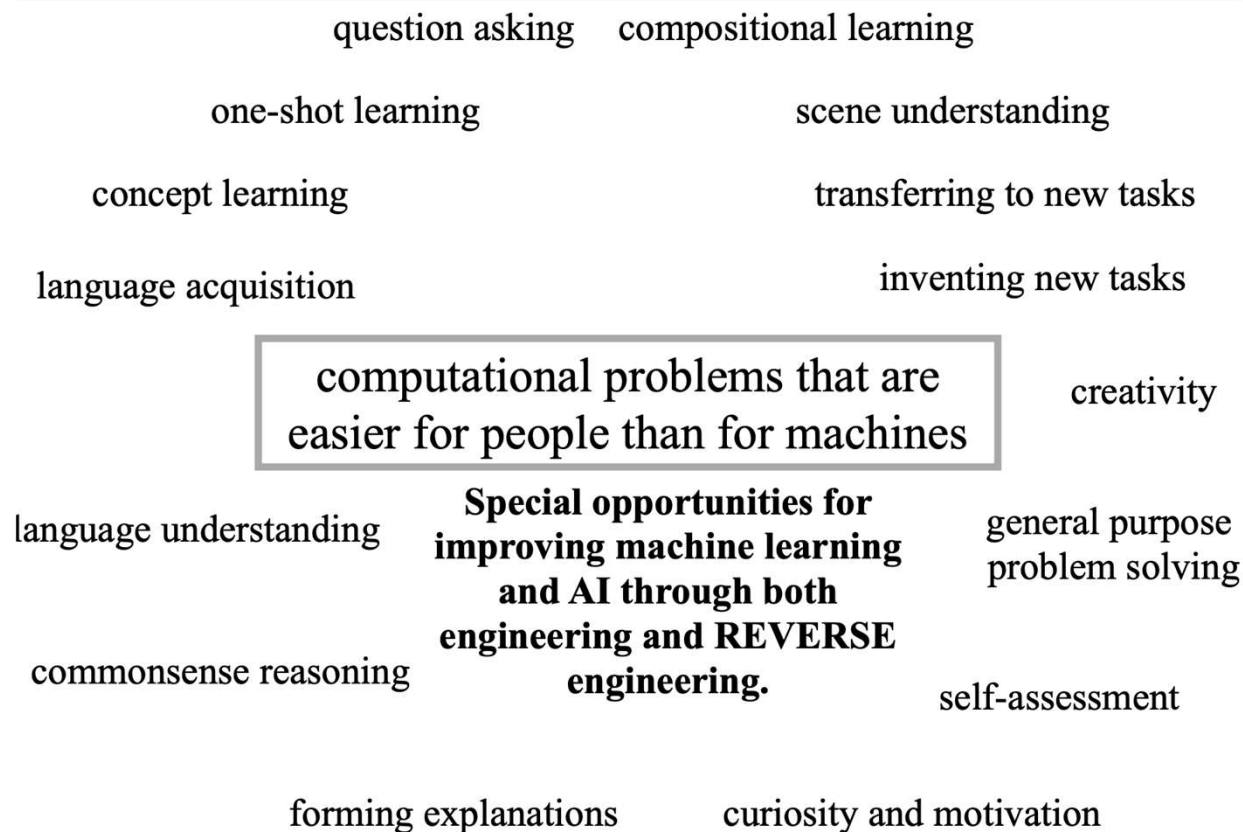 question asking compositional learning
one-shot learning scene understanding
concept learning transferring to new tasks
language acquisition inventing new tasks
computational problems that are
easier for people than for machines
creativity
language understanding
Special opportunities for
improving machine learning
and AI through both
engineering and REVERSE
engineering.
general purpose
problem solving
commonsense reasoning
self-assessment
forming explanations curiosity and motivation